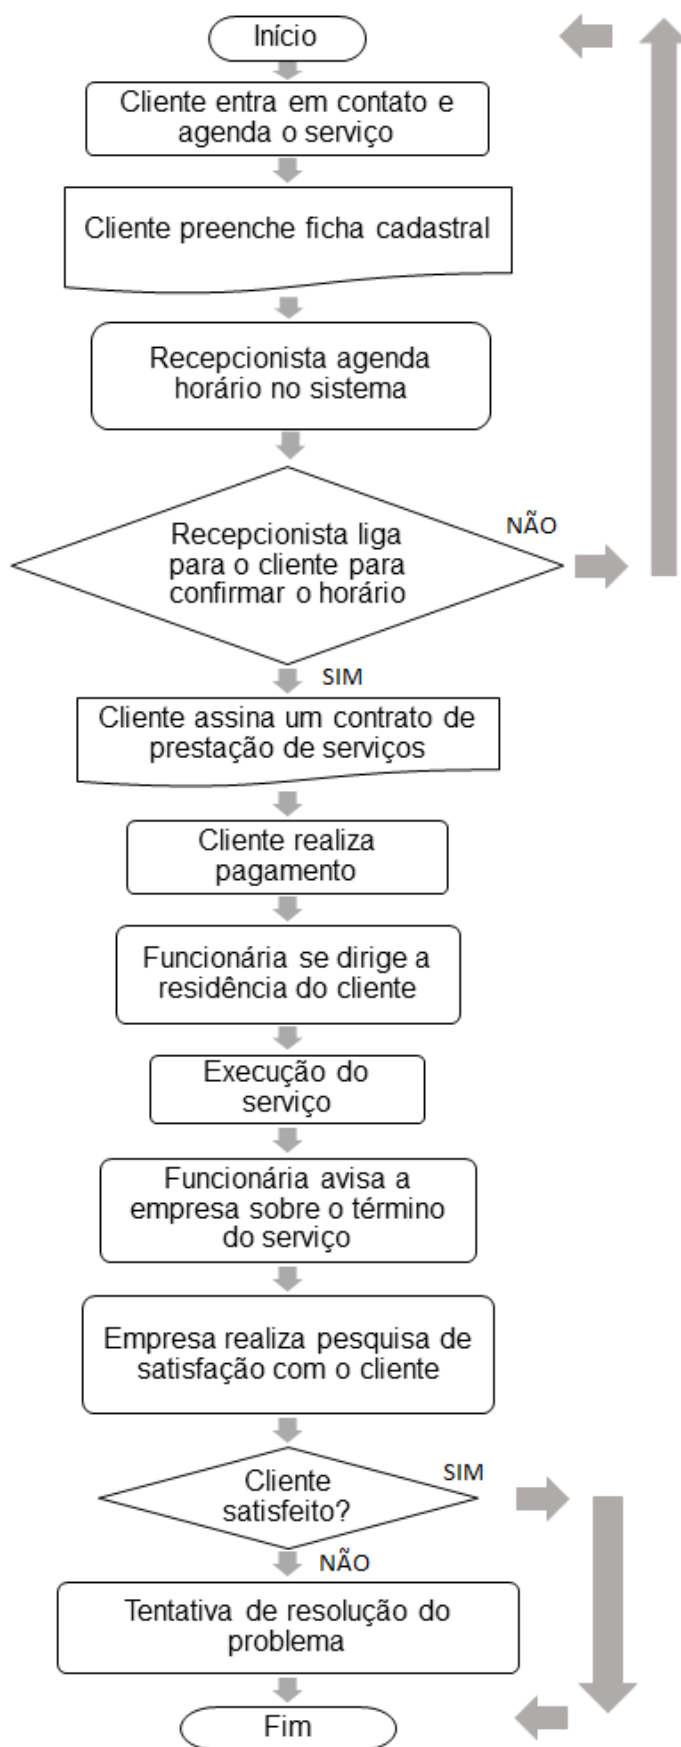 Início
Cliente entra em contato e
agenda o serviço
Cliente preenche ficha cadastral
Recepcionista agenda
horário no sistema
NÃO
Recepcionista liga
para o cliente para
confirmar o horário
SIM
Cliente assina um contrato de
prestação de serviços
Cliente realiza
pagamento
Funcionária se dirige a
residência do cliente
Execução do
serviço
Funcionária avisa a
empresa sobre o término
do serviço
Empresa realiza pesquisa de
satisfação com o cliente
SIM
Cliente
satisfeito?
NÃO
Tentativa de resolução do
problema
Fim